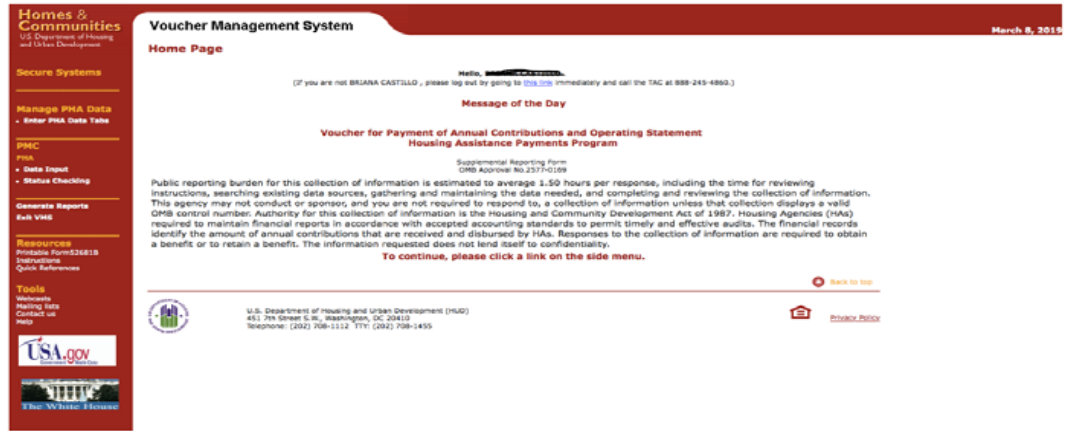 Homes &
Communities
U.S. Department of Housing
and Urban Development
Voucher Management System
March 8, 2019
Home Page
Secure Systems
Manage PHA Data
• Enter PHA Data Tabs
PMC
PHA
• Data Input
• Status Checking
Generate Reports
Exit VMS
Resources
Printable Form52681B
Instructions
Quick References
Tools
Webcasts
Mailing lists
Contact us
Help
USA.gov
The White House
Hello,
(If you are not BRIANA CASTILLO , please log out by going to this link immediately and call the TAC at 888-245-4860.)
Message of the Day
Voucher for Payment of Annual Contributions and Operating Statement
Housing Assistance Payments Program
Supplemental Reporting Form
OMB Approval No.2577-0169
Public reporting burden for this collection of information is estimated to average 1.50 hours per response, including the time for reviewing
instructions, searching existing data sources, gathering and maintaining the data needed, and completing and reviewing the collection of information.
This agency may not conduct or sponsor, and you are not required to respond to, a collection of information unless that collection displays a valid
OMB control number. Authority for this collection of information is the Housing and Community Development Act of 1987. Housing Agencies (HAs)
required to maintain financial reports in accordance with accepted accounting standards to permit timely and effective audits. The financial records
identify the amount of annual contributions that are received and disbursed by HAs. Responses to the collection of information are required to obtain
a benefit or to retain a benefit. The information requested does not lend itself to confidentiality.
To continue, please click a link on the side menu.
Back to top
U.S. Department of Housing and Urban Development (HUD)
451 7th Street S.W., Washington, DC 20410
Telephone: (202) 708-1112 TTY: (202) 708-1455
Privacy Policy